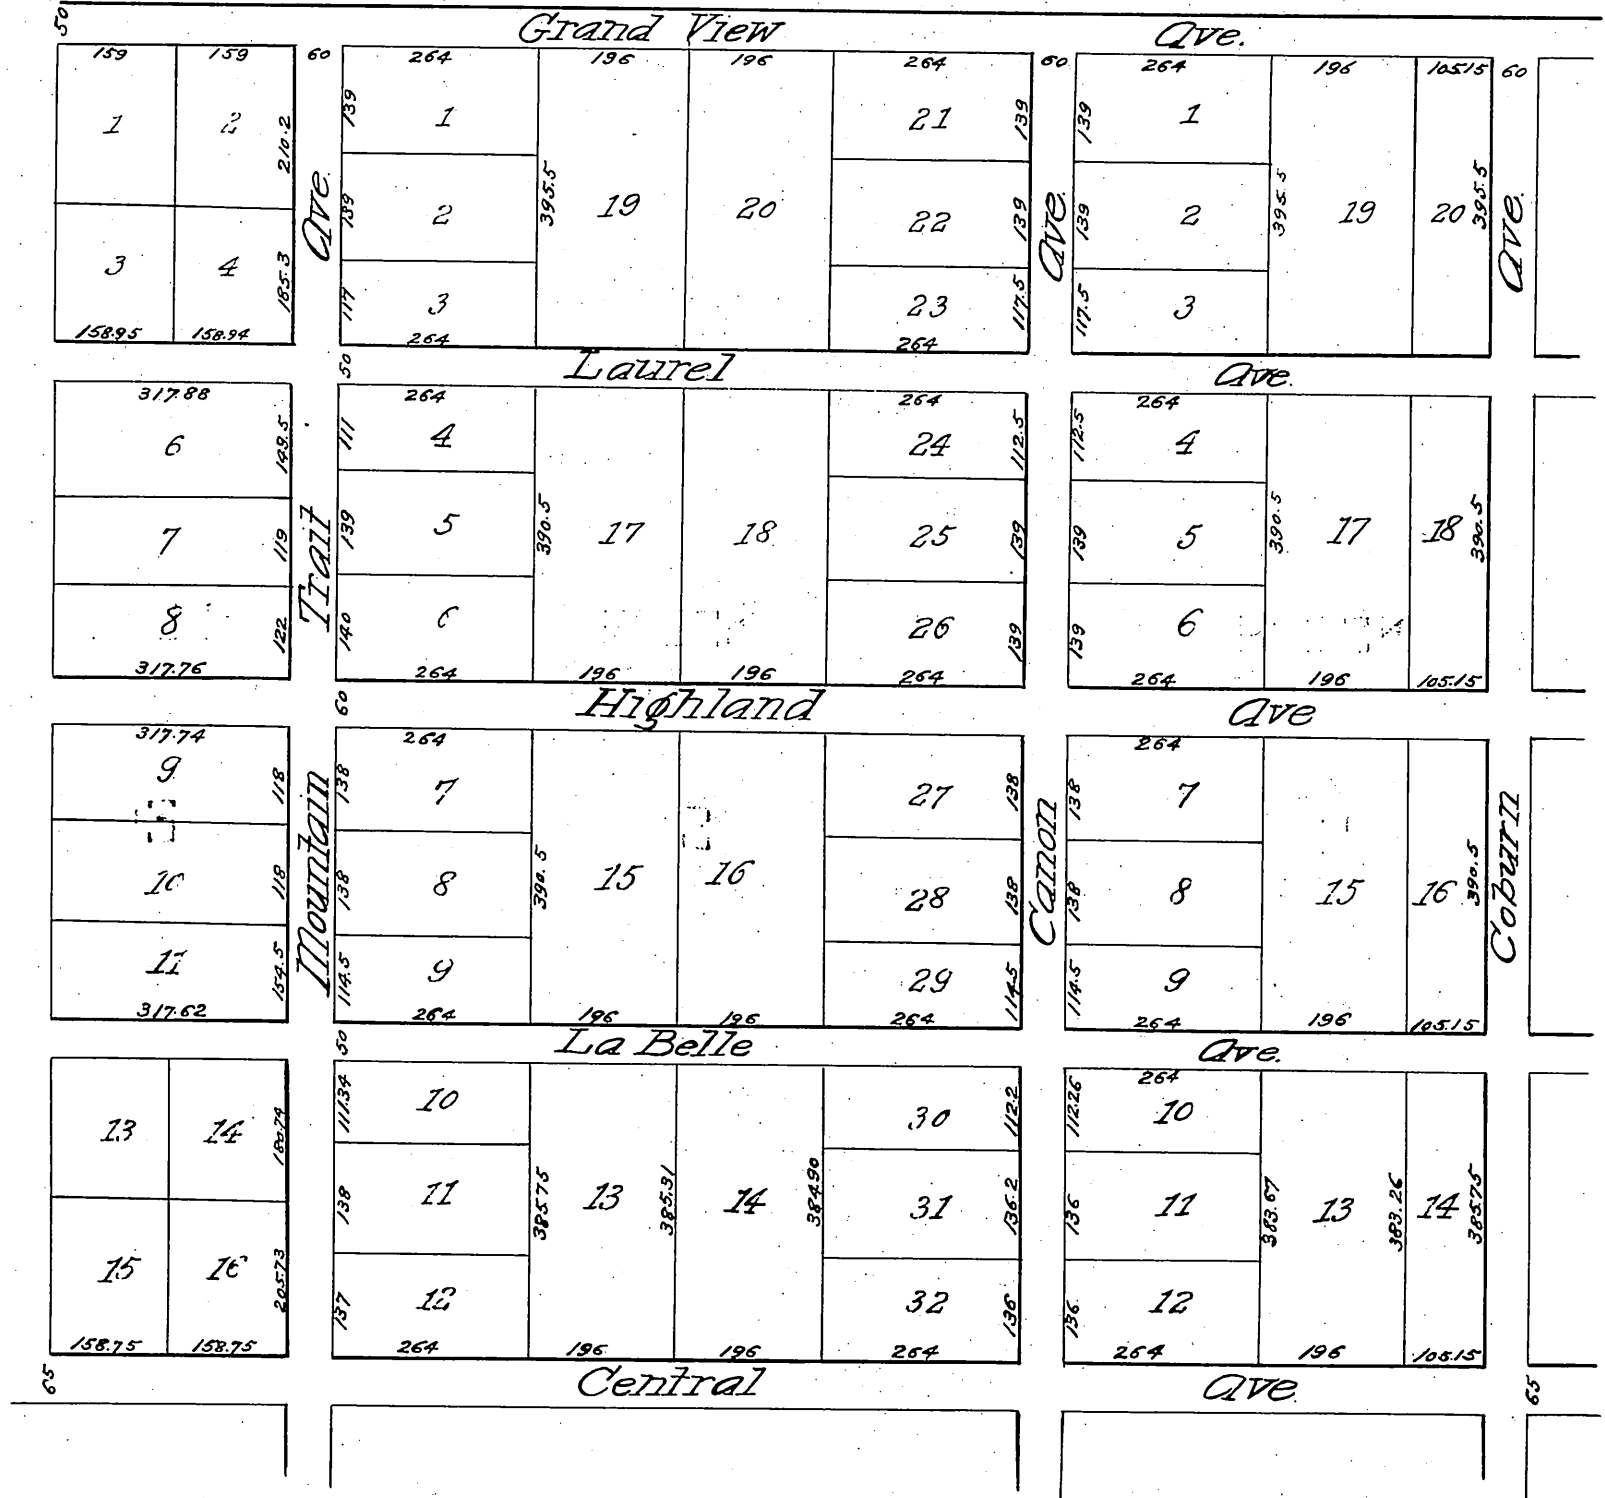 50
Grand View Ave.
159 159 60 264 196 196 264 60 264 196 105.15 60
1 2 210.2 139 1 21 139 139 1
139 2 395.5 19 20 22 139 139 2 395.5 19 20 395.5
3 4 185.3 117 3 23 117.5 117.5 3
158.95 158.94 264 264
Ave. Ave. Ave.
50 Laurel Ave.
317.88 264 264 264
6 149.5 111 4 24 112.5 112.5 4
7 119 139 5 390.5 17 18 25 139 139 5 390.5 17 18 390.5
8 122 140 6 26 139 139 6
317.76 264 196 196 264 264 196 105.15
Trail
60 Highland Ave
317.74 264 264
9 118 138 7 27 138 138 7
10 118 138 8 390.5 15 16 28 138 138 8 15 16 390.5
11 154.5 114.5 9 29 114.5 114.5 9
317.62 264 196 196 264 264 196 105.15
Mountain Canon Coburn
50 La Belle Ave.
264
13 14 180.74 111.34 10 30 112.2 112.26 10
138 11 385.75 13 385.31 14 384.90 31 136.2 136 11 383.67 13 383.26 14 385.75
15 16 205.73 137 12 32 136 136 12
158.75 158.75 264 196 196 264 264 196 105.15
65 Central Ave. 65